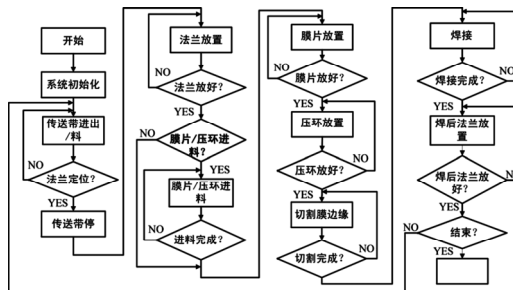 开始
系统初始化
传送带进出
/料
NO
法兰定位?
YES
传送带停
法兰放置
NO
法兰放好?
YES
NO
膜片/压环进
料?
YES
膜片/压环进
料
NO
进料完成?
膜片放置
NO
膜片放好?
YES
压环放置
NO
压环放好?
YES
切割膜边缘
NO
切割完成?
YES
焊接
NO
焊接完成?
YES
焊后法兰放
置
NO
焊后法兰放
好?
YES
NO
结束?
YES